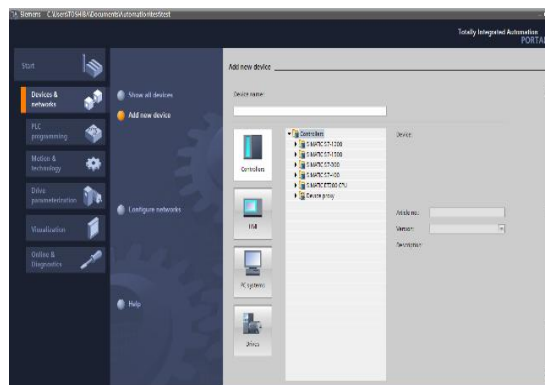 Siemens C:\Users\TOSHIBA\Documents\Automation\test\test
Totally Integrated Automation
PORTAL
Start
Devices &
networks
PLC
programming
Motion &
technology
Drive
parameterization
Visualization
Online &
Diagnostics
Show all devices
Add new device
Configure networks
Help
Add new device
Device name:
Controllers
HMI
PC systems
Drives
Controllers
SIMATIC S7-1200
SIMATIC S7-1500
SIMATIC S7-300
SIMATIC S7-400
SIMATIC ET200 CPU
Device proxy
Device:
Article no.:
Version:
Description: